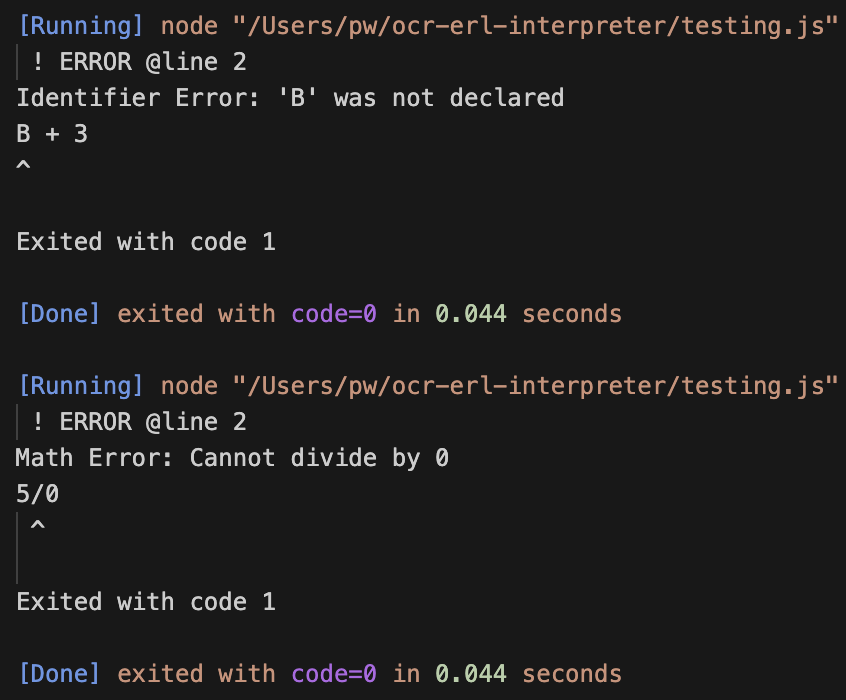 [Running] node "/Users/pw/ocr-erl-interpreter/testing.js"
 ! ERROR @line 2
Identifier Error: 'B' was not declared
B + 3
^
Exited with code 1
[Done] exited with code=0 in 0.044 seconds
[Running] node "/Users/pw/ocr-erl-interpreter/testing.js"
 ! ERROR @line 2
Math Error: Cannot divide by 0
5/0
 ^
Exited with code 1
[Done] exited with code=0 in 0.044 seconds